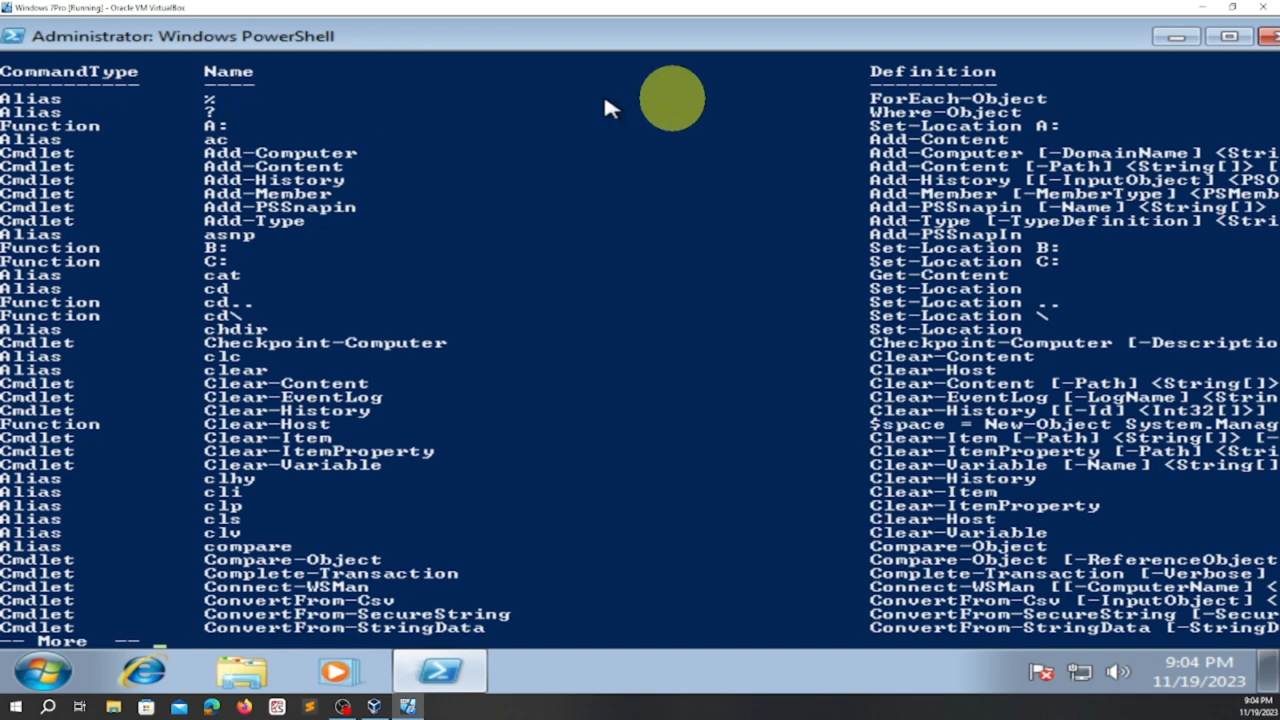 Windows 7Pro [Running] - Oracle VM VirtualBox
Administrator: Windows PowerShell
CommandType Name Definition
----------- ---- ----------
Alias % ForEach-Object
Alias ? Where-Object
Function A: Set-Location A:
Alias ac Add-Content
Cmdlet Add-Computer Add-Computer [-DomainName] <Stri
Cmdlet Add-Content Add-Content [-Path] <String[]> [
Cmdlet Add-History Add-History [[-InputObject] <PSO
Cmdlet Add-Member Add-Member [-MemberType] <PSMemb
Cmdlet Add-PSSnapin Add-PSSnapin [-Name] <String[]>
Cmdlet Add-Type Add-Type [-TypeDefinition] <Stri
Alias asnp Add-PSSnapIn
Function B: Set-Location B:
Function C: Set-Location C:
Alias cat Get-Content
Alias cd Set-Location
Function cd.. Set-Location ..
Function cd\ Set-Location \
Alias chdir Set-Location
Cmdlet Checkpoint-Computer Checkpoint-Computer [-Descriptio
Alias clc Clear-Content
Alias clear Clear-Host
Cmdlet Clear-Content Clear-Content [-Path] <String[]>
Cmdlet Clear-EventLog Clear-EventLog [-LogName] <Strin
Cmdlet Clear-History Clear-History [[-Id] <Int32[]>]
Function Clear-Host $space = New-Object System.Manag
Cmdlet Clear-Item Clear-Item [-Path] <String[]> [-
Cmdlet Clear-ItemProperty Clear-ItemProperty [-Path] <Stri
Cmdlet Clear-Variable Clear-Variable [-Name] <String[]
Alias clhy Clear-History
Alias cli Clear-Item
Alias clp Clear-ItemProperty
Alias cls Clear-Host
Alias clv Clear-Variable
Alias compare Compare-Object
Cmdlet Compare-Object Compare-Object [-ReferenceObject
Cmdlet Complete-Transaction Complete-Transaction [-Verbose]
Cmdlet Connect-WSMan Connect-WSMan [[-ComputerName] <
Cmdlet ConvertFrom-Csv ConvertFrom-Csv [-InputObject] <
Cmdlet ConvertFrom-SecureString ConvertFrom-SecureString [-Secur
Cmdlet ConvertFrom-StringData ConvertFrom-StringData [-StringD
-- More --
9:04 PM
11/19/2023
9:04 PM
11/19/2023